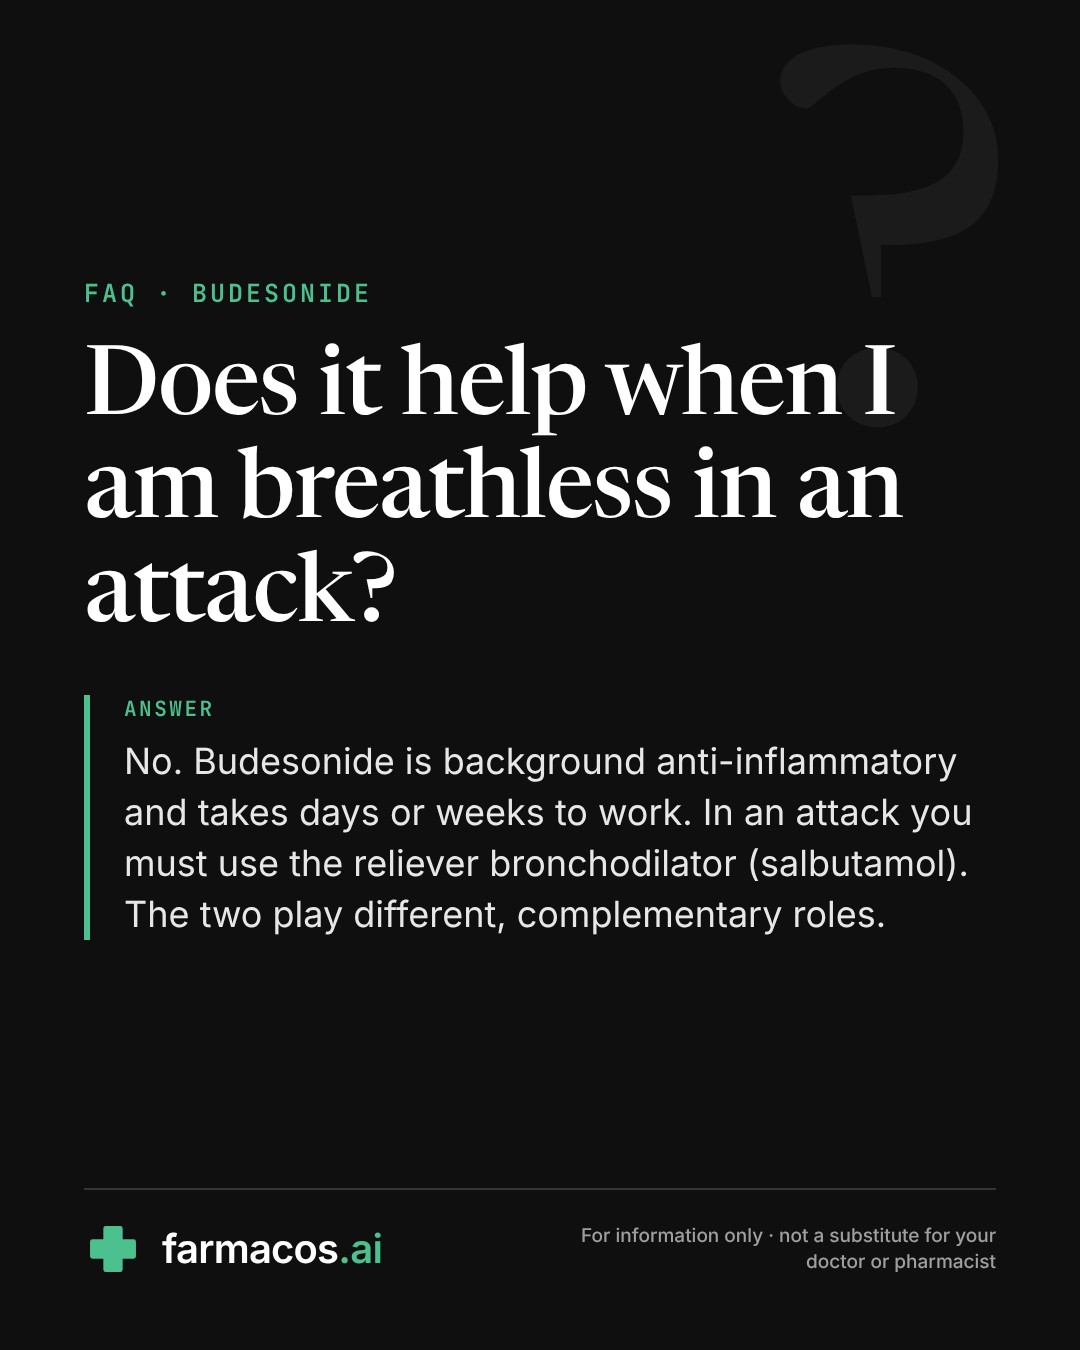 FAQ · BUDESONIDE
Does it help when I
am breathless in an
attack?
ANSWER
No. Budesonide is background anti-inflammatory
and takes days or weeks to work. In an attack you
must use the reliever bronchodilator (salbutamol).
The two play different, complementary roles.
farmacos.ai
For information only · not a substitute for your
doctor or pharmacist